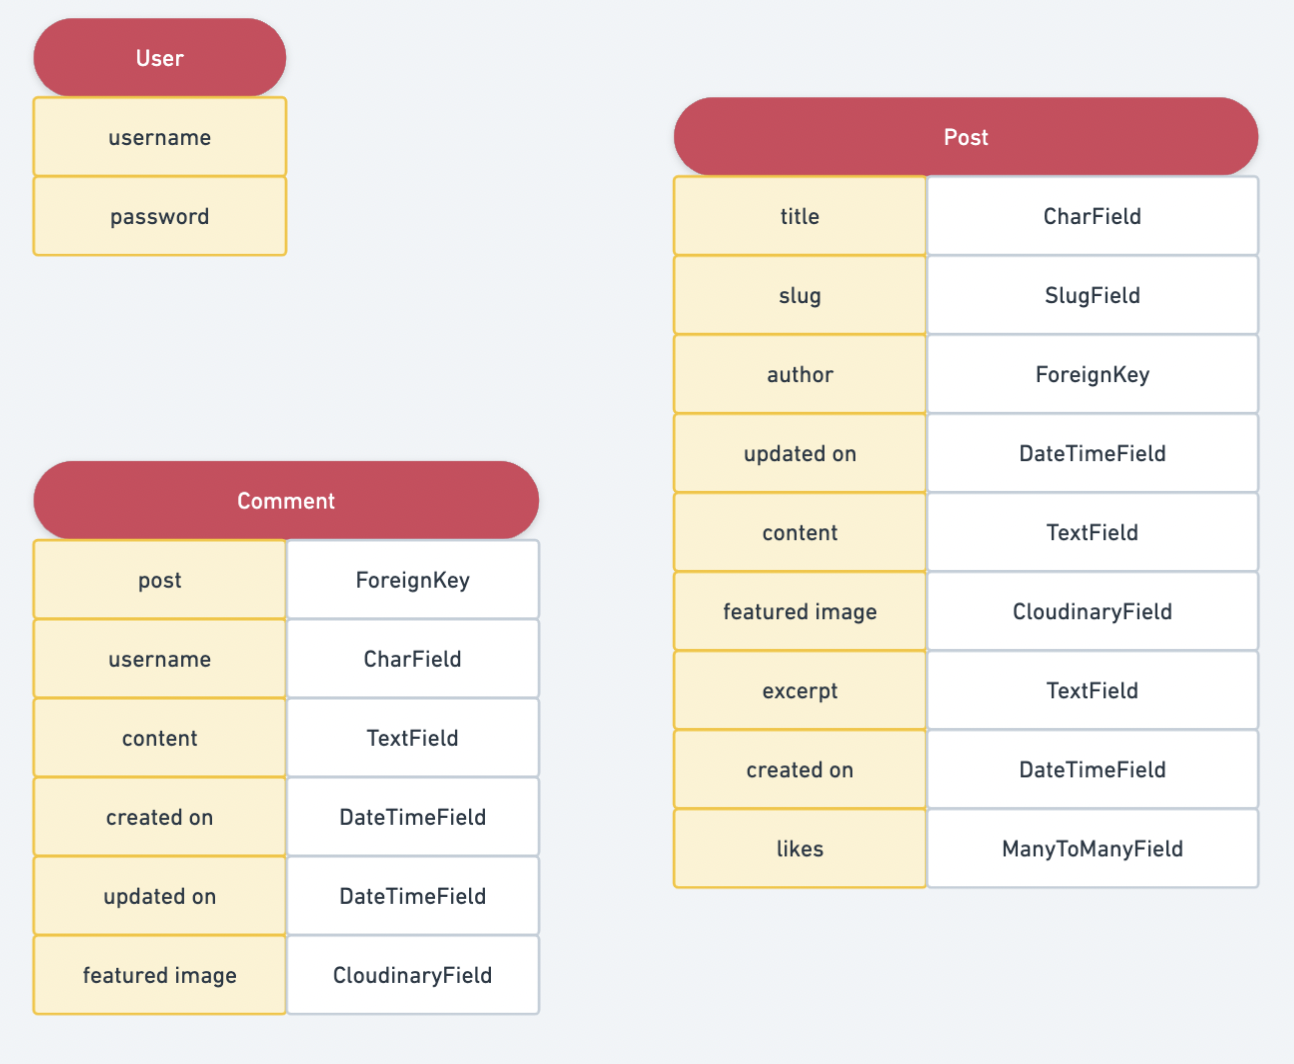 User
username
password
Comment
post ForeignKey
username CharField
content TextField
created on DateTimeField
updated on DateTimeField
featured image CloudinaryField
Post
title CharField
slug SlugField
author ForeignKey
updated on DateTimeField
content TextField
featured image CloudinaryField
excerpt TextField
created on DateTimeField
likes ManyToManyField